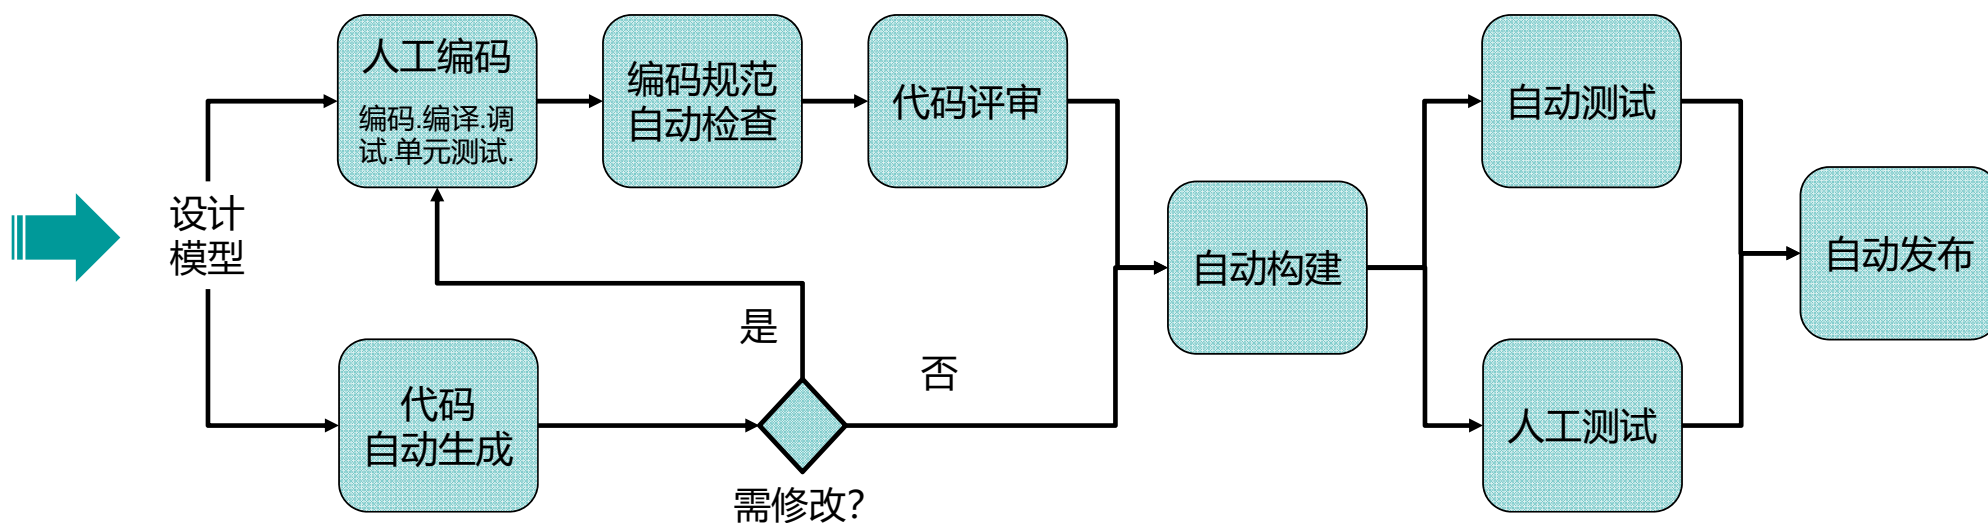 人工编码
编码.编译.调
试.单元测试.
编码规范
自动检查
代码评审
自动测试
设计
模型
自动构建
自动发布
是
否
代码
自动生成
人工测试
需修改?